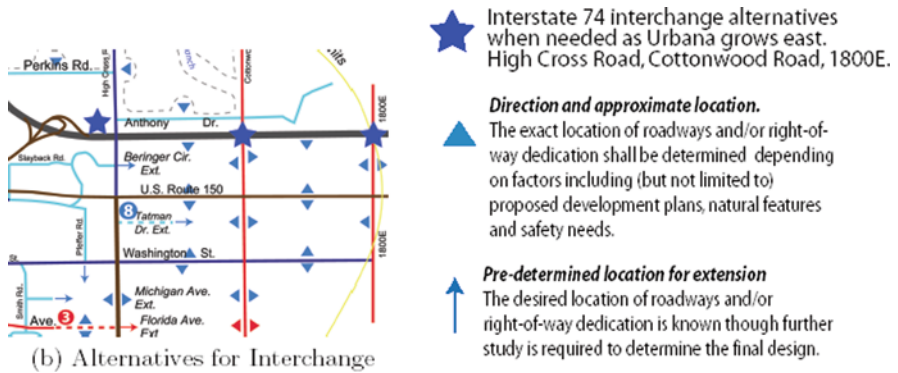 Perkins Rd.
High Cross R
Cottonwoo
its
1800E
Anthony Dr.
Slayback Rd.
Beringer Cir.
Ext.
U.S. Route 150
8
Tatman
Dr. Ext.
Pfeffer Rd.
1800E
St.
Washington St.
Smith Rd.
Michigan Ave.
Ext.
Ave.
3
Florida Ave.
Ext
(b) Alternatives for Interchange
Interstate 74 interchange alternatives
when needed as Urbana grows east.
High Cross Road, Cottonwood Road, 1800E.
Direction and approximate location.
The exact location of roadways and/or right-of-
way dedication shall be determined depending
on factors including (but not limited to)
proposed development plans, natural features
and safety needs.
Pre-determined location for extension
The desired location of roadways and/or
right-of-way dedication is known though further
study is required to determine the final design.